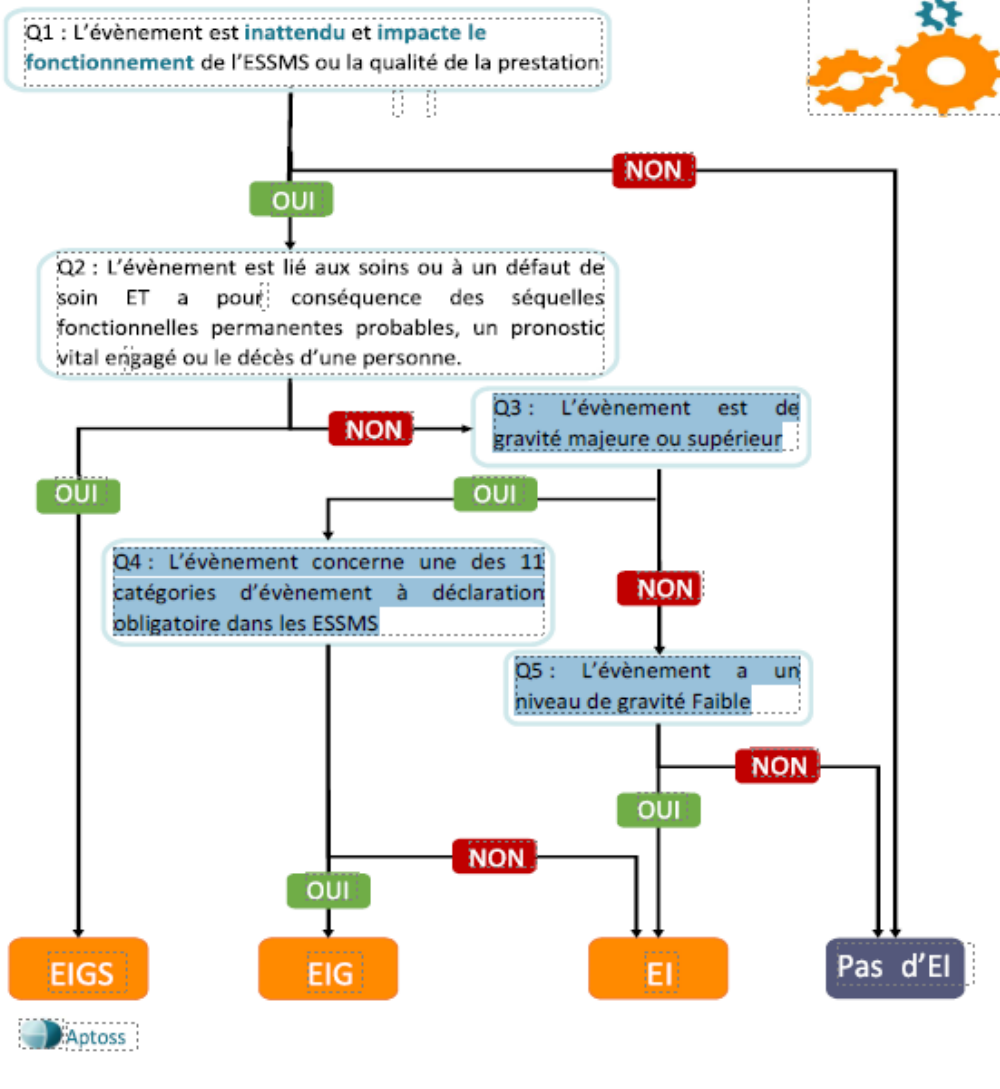 Q1 : L'évènement est inattendu et impacte le
fonctionnement de l'ESSMS ou la qualité de la prestation
NON
OUI
Q2 : L'évènement est lié aux soins ou à un défaut de
soin ET a pour conséquence des séquelles
fonctionnelles permanentes probables, un pronostic
vital engagé ou le décès d'une personne.
NON
Q3 : L'évènement est de
gravité majeure ou supérieur
OUI
OUI
Q4 : L'évènement concerne une des 11
catégories d'évènement à déclaration
obligatoire dans les ESSMS
NON
Q5 : L'évènement a un
niveau de gravité Faible
NON
OUI
NON
OUI
EIGS
EIG
EI
Pas d'EI
Aptoss